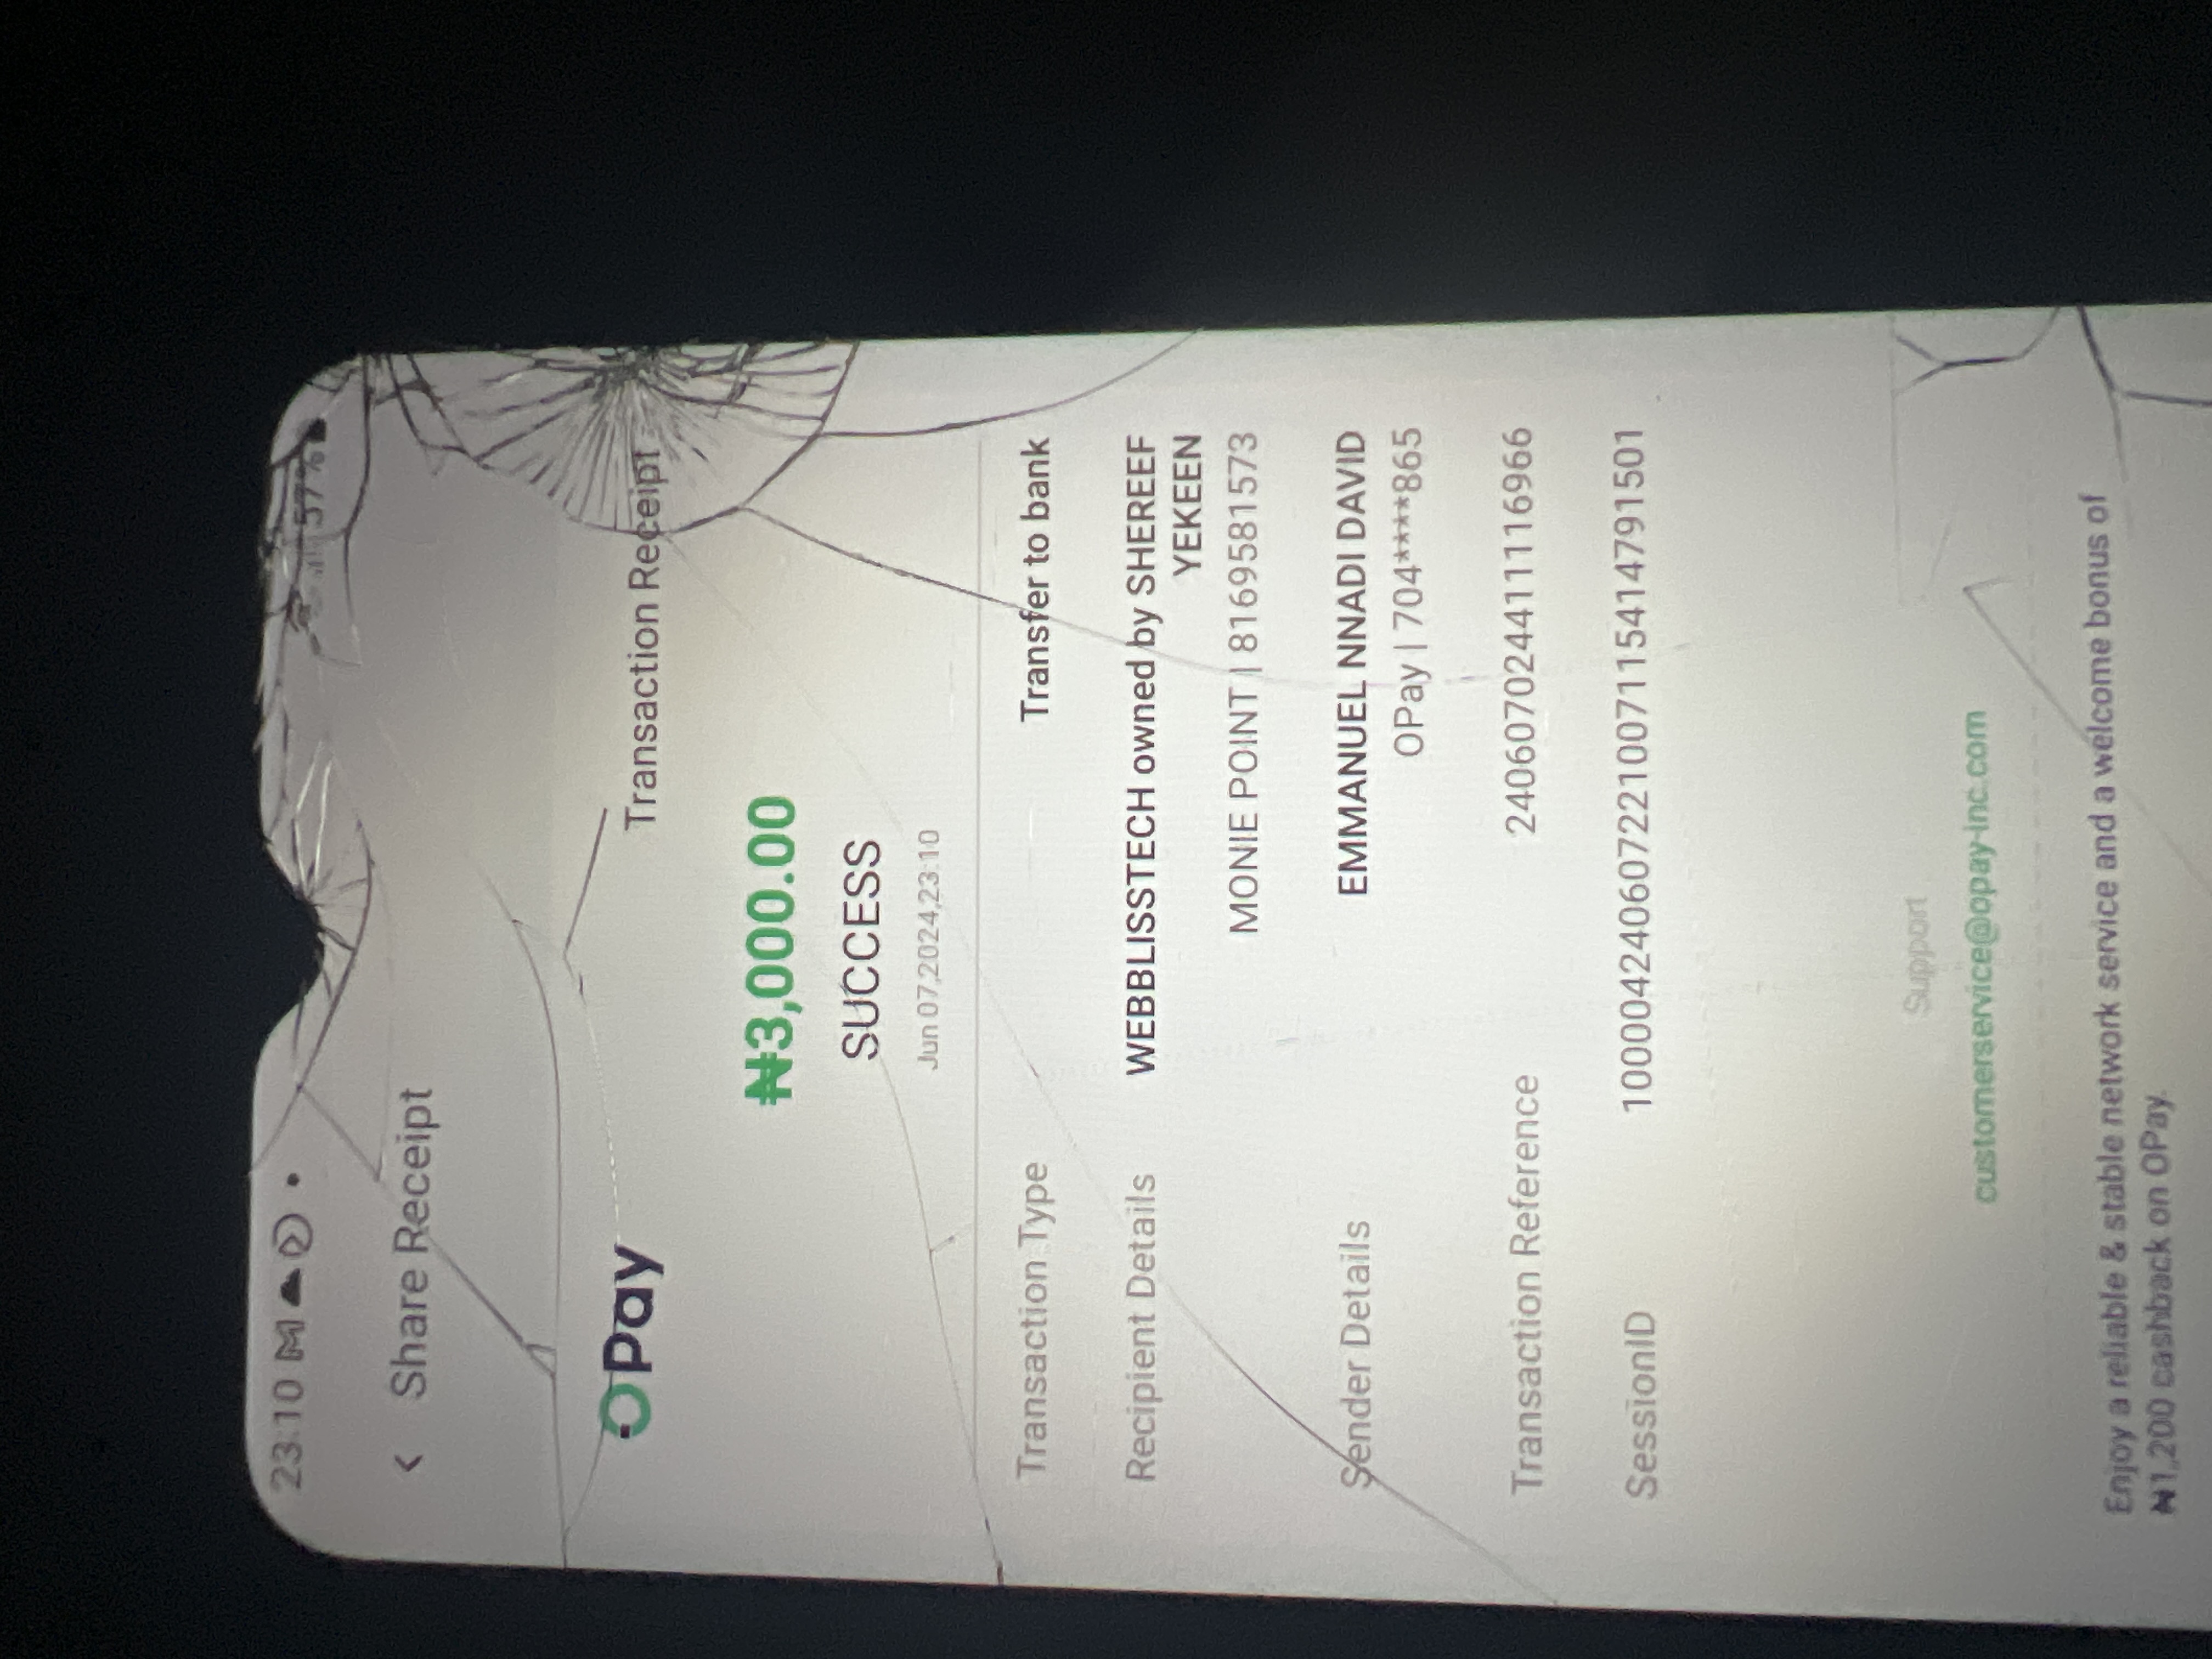 23:10
57%
Share Receipt
OPay
Transaction Receipt
₦3,000.00
SUCCESS
Jun 07,2024,23:10
Transaction Type
Transfer to bank
Recipient Details
WEBBLISSTECH owned by SHEREEF
YEKEEN
MONIE POINT | 8169581573
Sender Details
EMMANUEL NNADI DAVID
OPay | 704****865
Transaction Reference
240607024411116966
SessionID
100004240607221007115414791501
Support
customerservice@opay-inc.com
Enjoy a reliable & stable network service and a welcome bonus of
₦1,200 cashback on OPay.